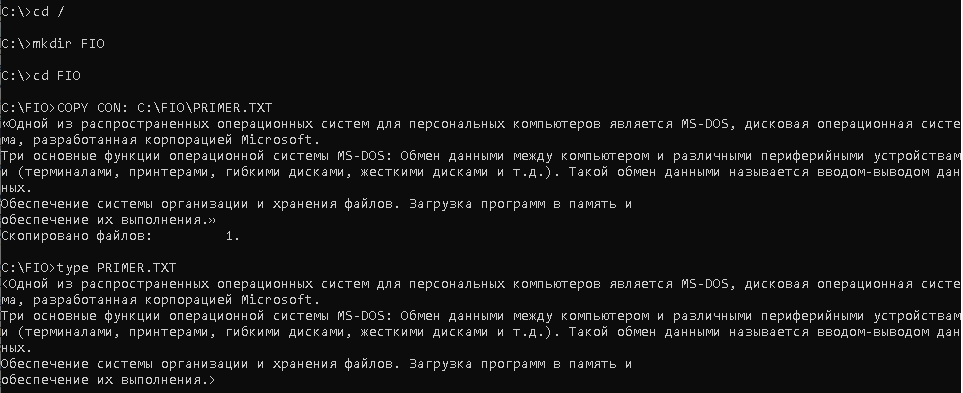 C:\>cd /
C:\>mkdir FIO
C:\>cd FIO
C:\FIO>COPY CON: C:\FIO\PRIMER.TXT
«Одной из распространенных операционных систем для персональных компьютеров является MS-DOS, дисковая операционная систе
ма, разработанная корпорацией Microsoft.
Три основные функции операционной системы MS-DOS: Обмен данными между компьютером и различными периферийными устройствам
и (терминалами, принтерами, гибкими дисками, жесткими дисками и т.д.). Такой обмен данными называется вводом-выводом дан
ных.
Обеспечение системы организации и хранения файлов. Загрузка программ в память и
обеспечение их выполнения.»
Скопировано файлов:         1.
C:\FIO>type PRIMER.TXT
<Одной из распространенных операционных систем для персональных компьютеров является MS-DOS, дисковая операционная систе
ма, разработанная корпорацией Microsoft.
Три основные функции операционной системы MS-DOS: Обмен данными между компьютером и различными периферийными устройствам
и (терминалами, принтерами, гибкими дисками, жесткими дисками и т.д.). Такой обмен данными называется вводом-выводом дан
ных.
Обеспечение системы организации и хранения файлов. Загрузка программ в память и
обеспечение их выполнения.>